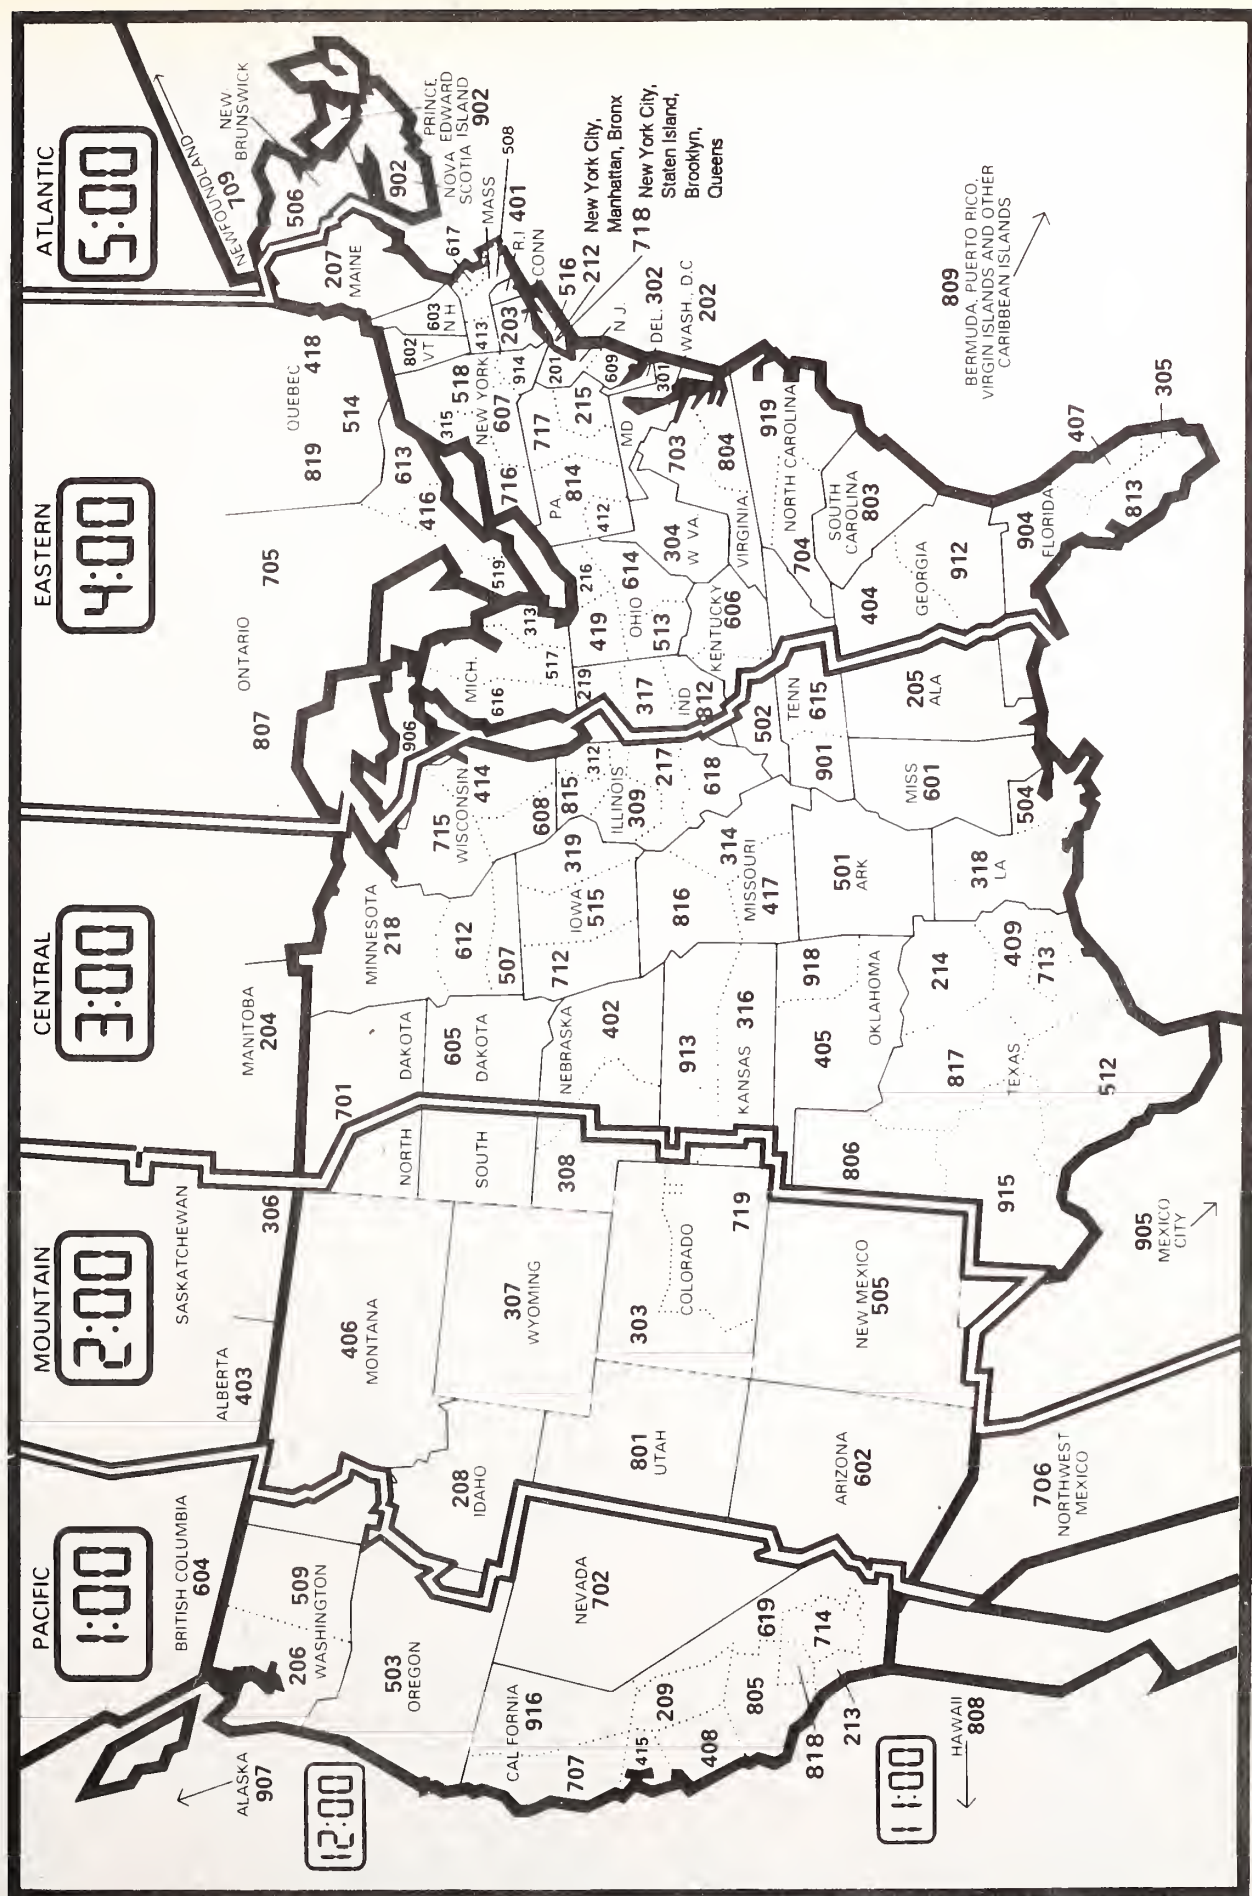 PACIFIC
1:00
MOUNTAIN
2:00
CENTRAL
3:00
EASTERN
4:00
ATLANTIC
5:00
BRITISH COLUMBIA
604
ALBERTA
403
SASKATCHEWAN
306
MANITOBA
204
ONTARIO
807
705
519
416
613
QUEBEC
819
514
418
NEWFOUNDLAND
709
NEW
BRUNSWICK
506
PRINCE
EDWARD
ISLAND
NOVA
SCOTIA
902
902
ALASKA
907
12:00
HAWAII
808
11:00
206
509
WASHINGTON
503
OREGON
CALIFORNIA
916
707
415
209
408
805
619
714
818
213
NEVADA
702
208
IDAHO
406
MONTANA
307
WYOMING
801
UTAH
303
COLORADO
719
ARIZONA
602
NEW MEXICO
505
701
NORTH DAKOTA
605
SOUTH DAKOTA
308
NEBRASKA
402
913
KANSAS 316
405
918
OKLAHOMA
806
817
214
TEXAS
915
512
409
713
MINNESOTA
218
612
507
712
IOWA
515
319
816
MISSOURI
314
417
501
ARK
318
LA
504
715
WISCONSIN
414
608
815
312
ILLINOIS
309
217
618
MISS
601
205
ALA
901
TENN
615
502
KENTUCKY
606
906
MICH.
616
517
313
219
317
IND
812
419
216
OHIO
614
513
304
W VA
VIRGINIA
703
804
PA
814
412
717
215
MD
301
NEW YORK
315
518
607
716
914
802
VT
603
N H
207
MAINE
617
MASS
413
508
R.I 401
203
CONN
516
212 New York City,
Manhattan, Bronx
718 New York City,
Staten Island,
Brooklyn,
Queens
201
609
N J.
DEL. 302
WASH., D.C
202
919
NORTH CAROLINA
704
SOUTH
CAROLINA
803
404
GEORGIA
912
904
FLORIDA
407
813
305
809
BERMUDA, PUERTO RICO,
VIRGIN ISLANDS AND OTHER
CARIBBEAN ISLANDS
706
NORTHWEST
MEXICO
905
MEXICO
CITY